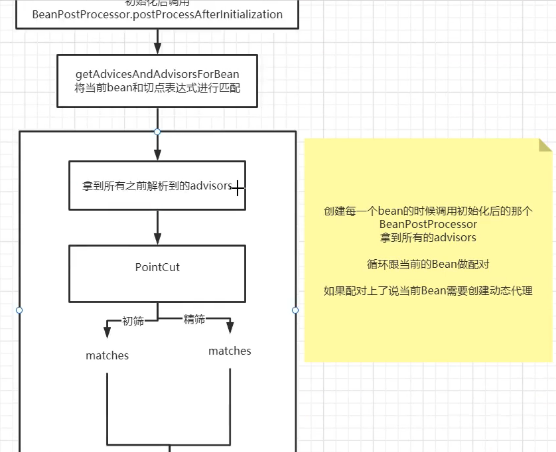 初始化后调用
BeanPostProcessor.postProcessAfterInitialization
getAdvicesAndAdvisorsForBean
将当前bean和切点表达式进行匹配
拿到所有之前解析到的advisors
PointCut
初筛
精筛
matches
matches
创建每一个bean的时候调用初始化后的那个
BeanPostProcessor
拿到所有的advisors
循环跟当前的Bean做配对
如果配对上了说当前Bean需要创建动态代理